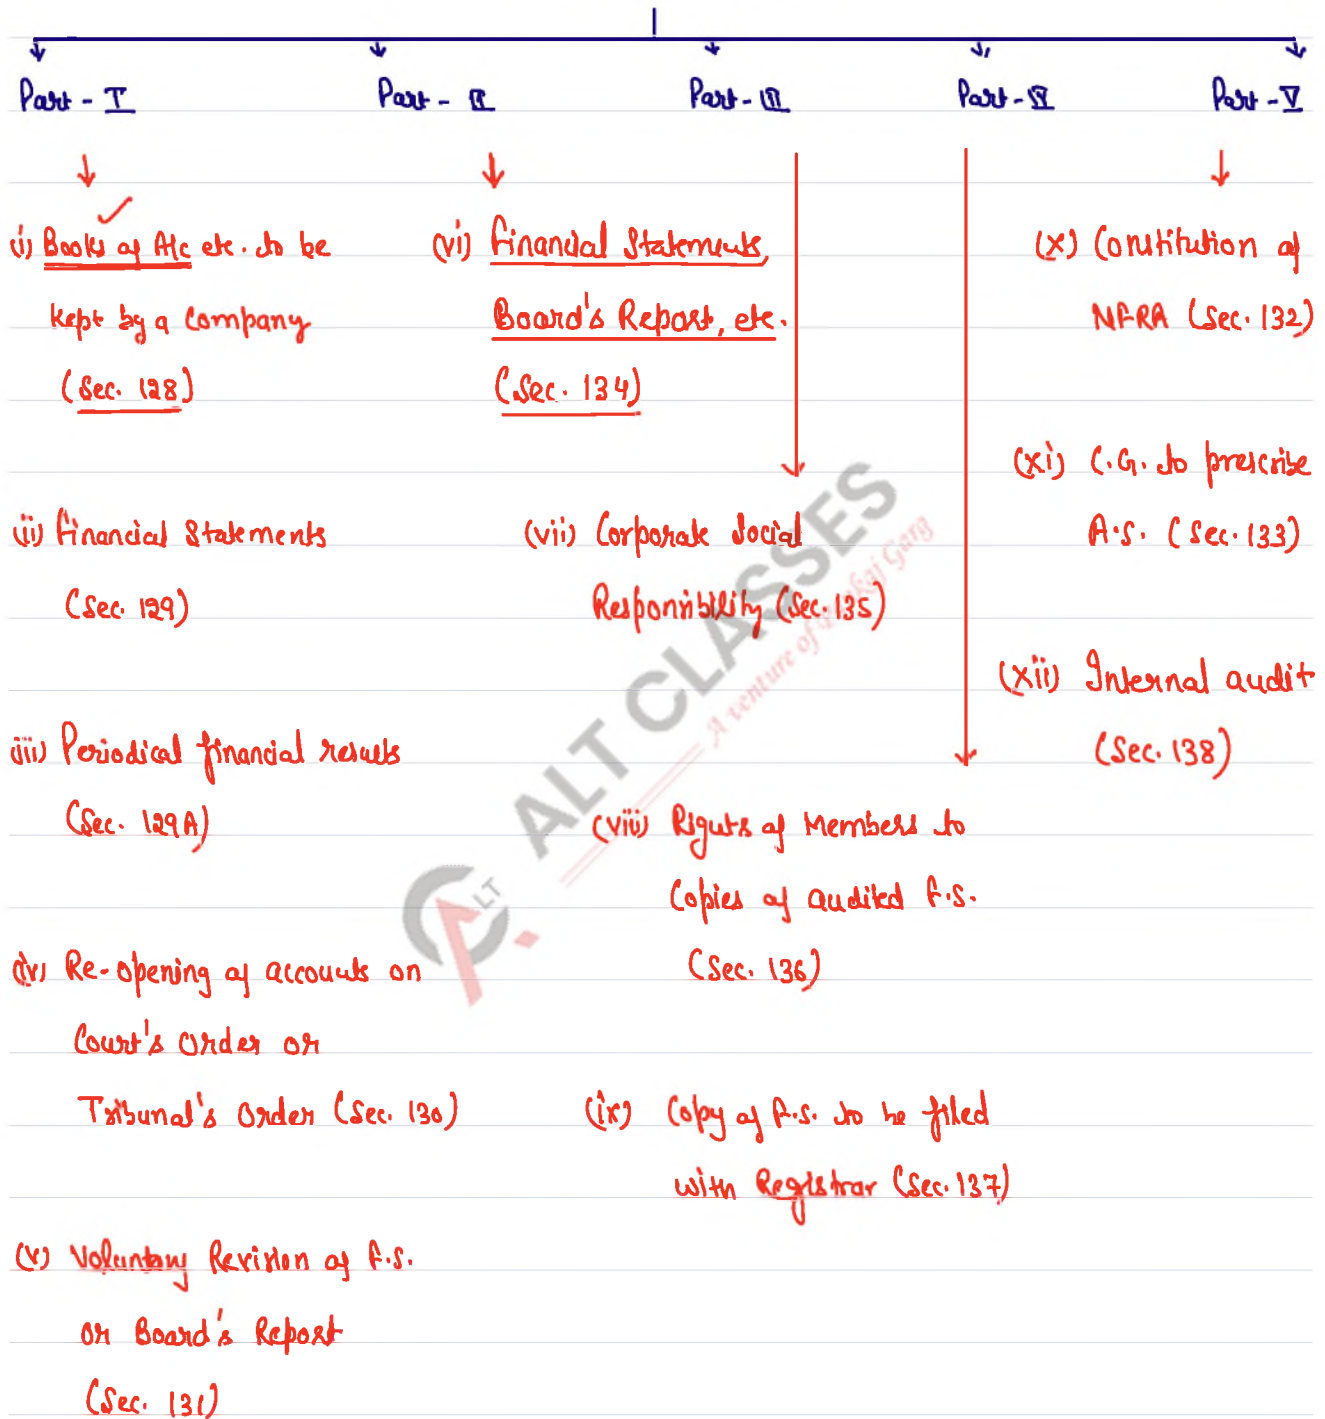 Part - I
Part - II
Part - III
Part - IV
Part - V
(i) Books of A/c etc. to be
kept by a Company
(Sec. 128)
(ii) Financial Statements
(Sec. 129)
(iii) Periodical financial results
(Sec. 129A)
(iv) Re-opening of accounts on
Court's Order or
Tribunal's Order (Sec. 130)
(v) Voluntary Revision of F.S.
or Board's Report
(Sec. 131)
(vi) Financial Statements,
Board's Report, etc.
(Sec. 134)
(vii) Corporate Social
Responsibility (Sec. 135)
(viii) Rights of Members to
Copies of audited F.S.
(Sec. 136)
(ix) Copy of F.S. to be filed
with Registrar (Sec. 137)
(x) Constitution of
NFRA (Sec. 132)
(xi) C.G. to prescribe
A.S. (Sec. 133)
(xii) Internal audit
(Sec. 138)
ALT CLASSES
A venture of Pankaj Garg
ALT